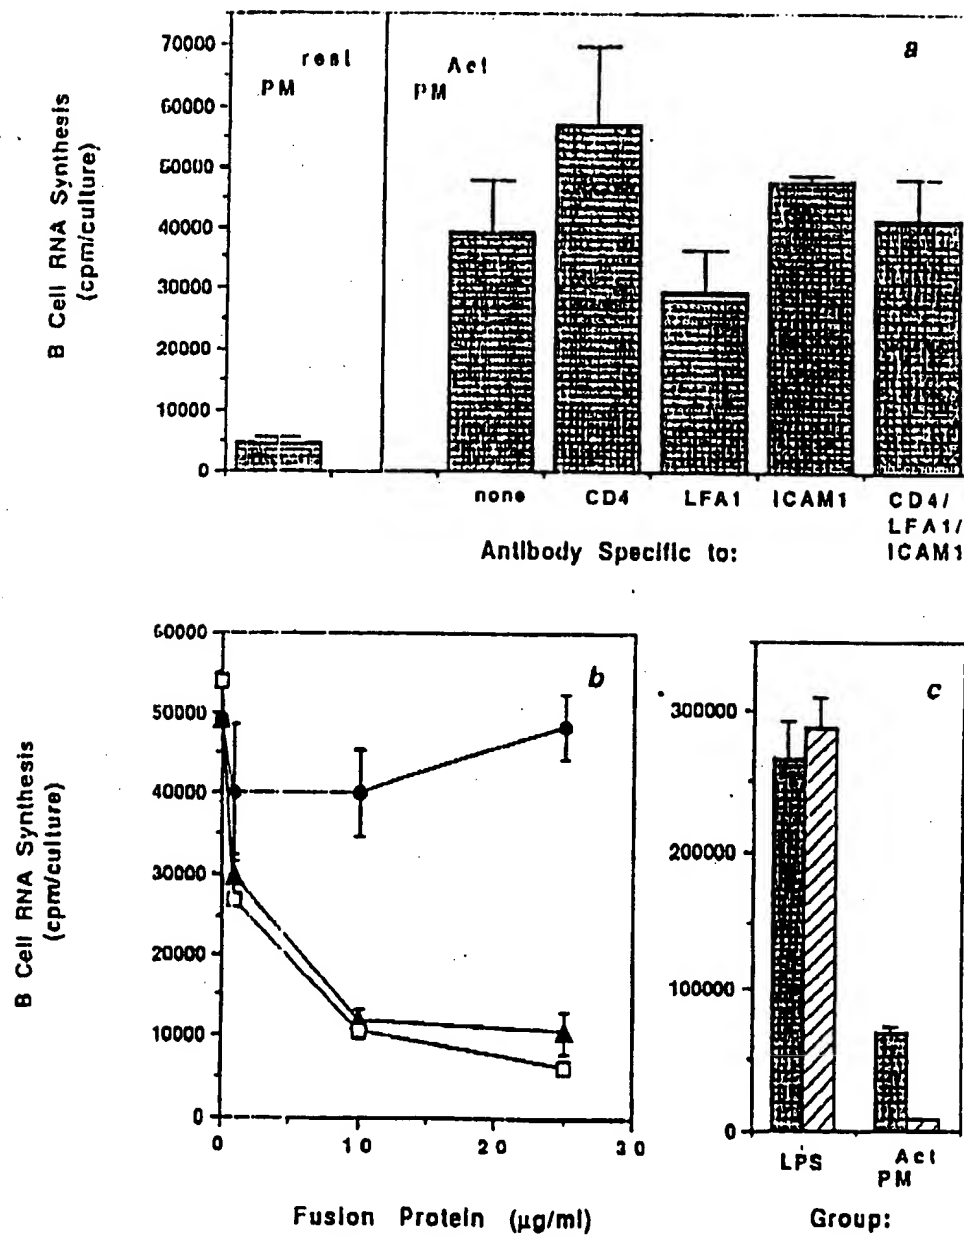 a
70000
60000
50000
40000
30000
20000
10000
0
B Cell RNA Synthesis
(cpm/culture)
PM rest
PM Act
none CD4 LFA1 ICAM1 CD4/
LFA1/
ICAM1
Antibody Specific to:
b
60000
50000
40000
30000
20000
10000
0
B Cell RNA Synthesis
(cpm/culture)
0 10 20 30
Fusion Protein (µg/ml)
c
300000
200000
100000
0
LPS PM Act
Group: